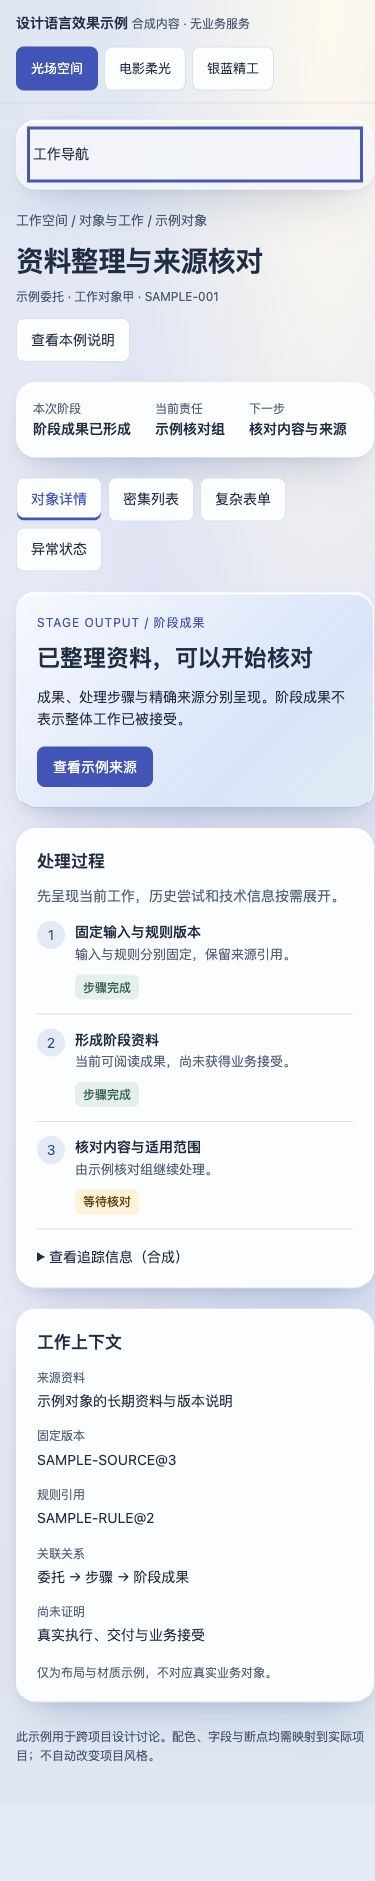 设计语言效果示例 合成内容 · 无业务服务
光场空间 电影柔光 银蓝精工
工作导航
工作空间 / 对象与工作 / 示例对象
资料整理与来源核对
示例委托 · 工作对象甲 · SAMPLE-001
查看本例说明
本次阶段 当前责任 下一步
阶段成果已形成 示例核对组 核对内容与来源
对象详情 密集列表 复杂表单
异常状态
STAGE OUTPUT / 阶段成果
已整理资料，可以开始核对
成果、处理步骤与精确来源分别呈现。阶段成果不
表示整体工作已被接受。
查看示例来源
处理过程
先呈现当前工作，历史尝试和技术信息按需展开。
1 固定输入与规则版本
输入与规则分别固定，保留来源引用。
步骤完成
2 形成阶段资料
当前可阅读成果，尚未获得业务接受。
步骤完成
3 核对内容与适用范围
由示例核对组继续处理。
等待核对
▶ 查看追踪信息（合成）
工作上下文
来源资料
示例对象的长期资料与版本说明
固定版本
SAMPLE-SOURCE@3
规则引用
SAMPLE-RULE@2
关联关系
委托 → 步骤 → 阶段成果
尚未证明
真实执行、交付与业务接受
仅为布局与材质示例，不对应真实业务对象。
此示例用于跨项目设计讨论。配色、字段与断点均需映射到实际项
目；不自动改变项目风格。